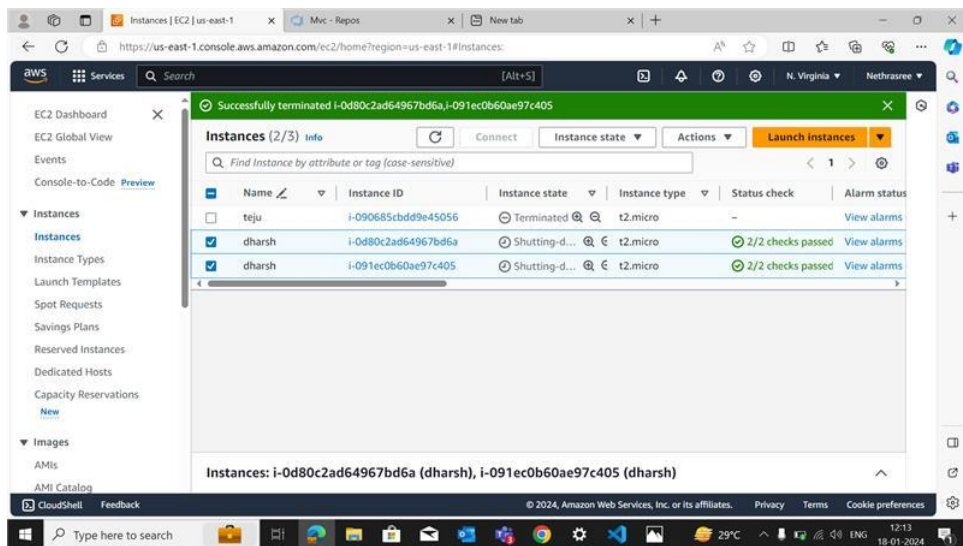 Instances | EC2 | us-east-1
Mvc - Repos
New tab
https://us-east-1.console.aws.amazon.com/ec2/home?region=us-east-1#Instances:
aws Services Search [Alt+S] N. Virginia Nethrasree
EC2 Dashboard
EC2 Global View
Events
Console-to-Code Preview
Instances
Instances
Instance Types
Launch Templates
Spot Requests
Savings Plans
Reserved Instances
Dedicated Hosts
Capacity Reservations
New
Images
AMIs
AMI Catalog
Successfully terminated i-0d80c2ad64967bd6a,i-091ec0b60ae97c405
Instances (2/3) Info Connect Instance state Actions Launch instances
Find Instance by attribute or tag (case-sensitive) 1
Name Instance ID Instance state Instance type Status check Alarm status
teju i-090685cbdd9e45056 Terminated t2.micro – View alarms
dharsh i-0d80c2ad64967bd6a Shutting-d... t2.micro 2/2 checks passed View alarms
dharsh i-091ec0b60ae97c405 Shutting-d... t2.micro 2/2 checks passed View alarms
Instances: i-0d80c2ad64967bd6a (dharsh), i-091ec0b60ae97c405 (dharsh)
CloudShell Feedback © 2024, Amazon Web Services, Inc. or its affiliates. Privacy Terms Cookie preferences
Type here to search 29°C ENG 12:13
18-01-2024